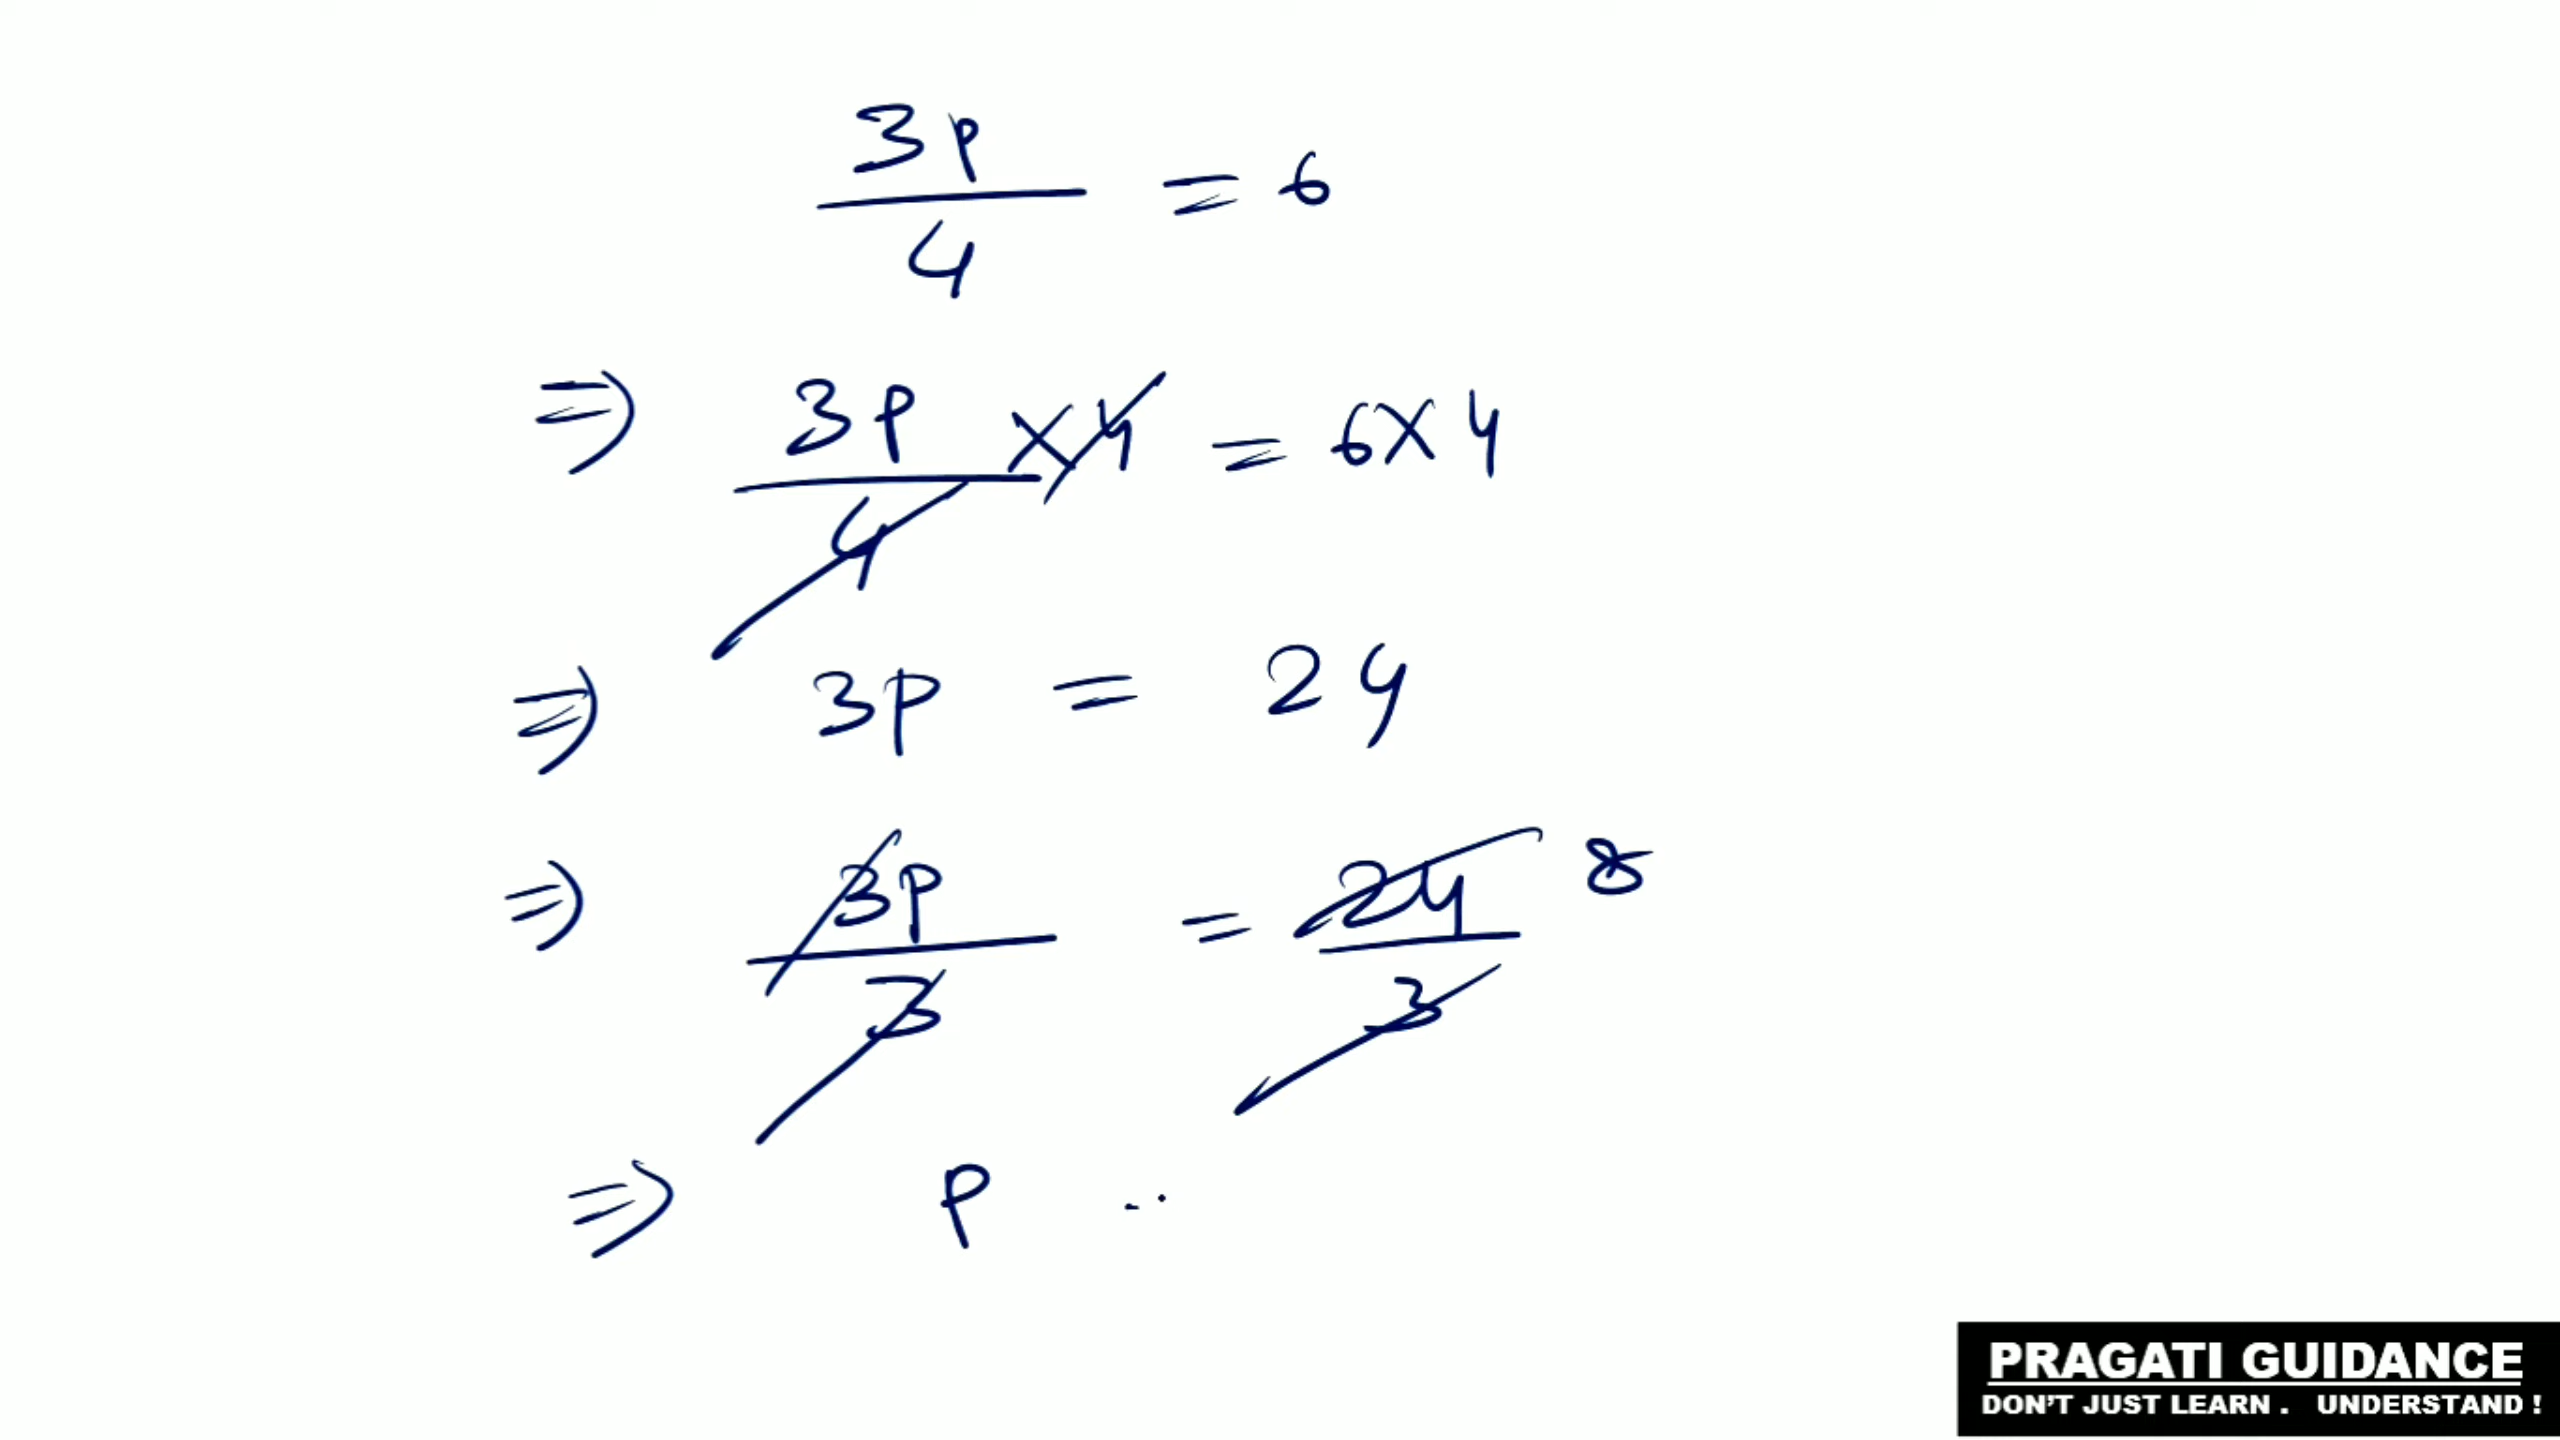 3p/4 = 6
⇒ 3p/4 × 4 = 6 × 4
⇒ 3p = 24
⇒ 3p/3 = 24/3 8
⇒ p
PRAGATI GUIDANCE
DON'T JUST LEARN . UNDERSTAND !